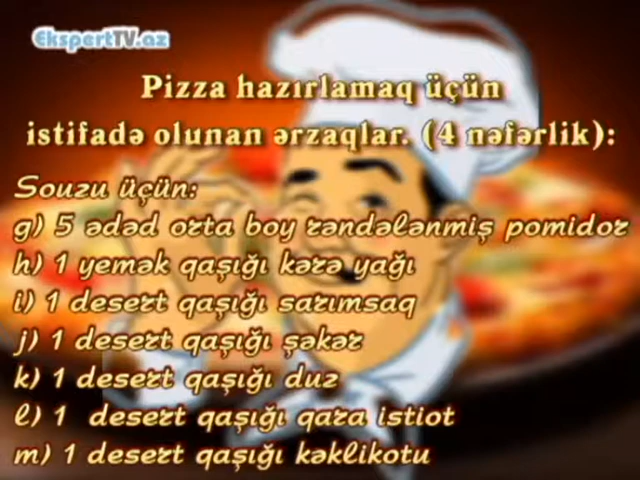 EkspertTV.az
Pizza hazırlamaq üçün
istifadə olunan ərzaqlar. (4 nəfərlik):
Souzu üçün:
g) 5 ədəd orta boy rəndələnmiş pomidor
h) 1 yemək qaşığı kərə yağı
i) 1 desert qaşığı sarımsaq
j) 1 desert qaşığı şəkər
k) 1 desert qaşığı duz
l) 1 desert qaşığı qara istiot
m) 1 desert qaşığı kəklikotu